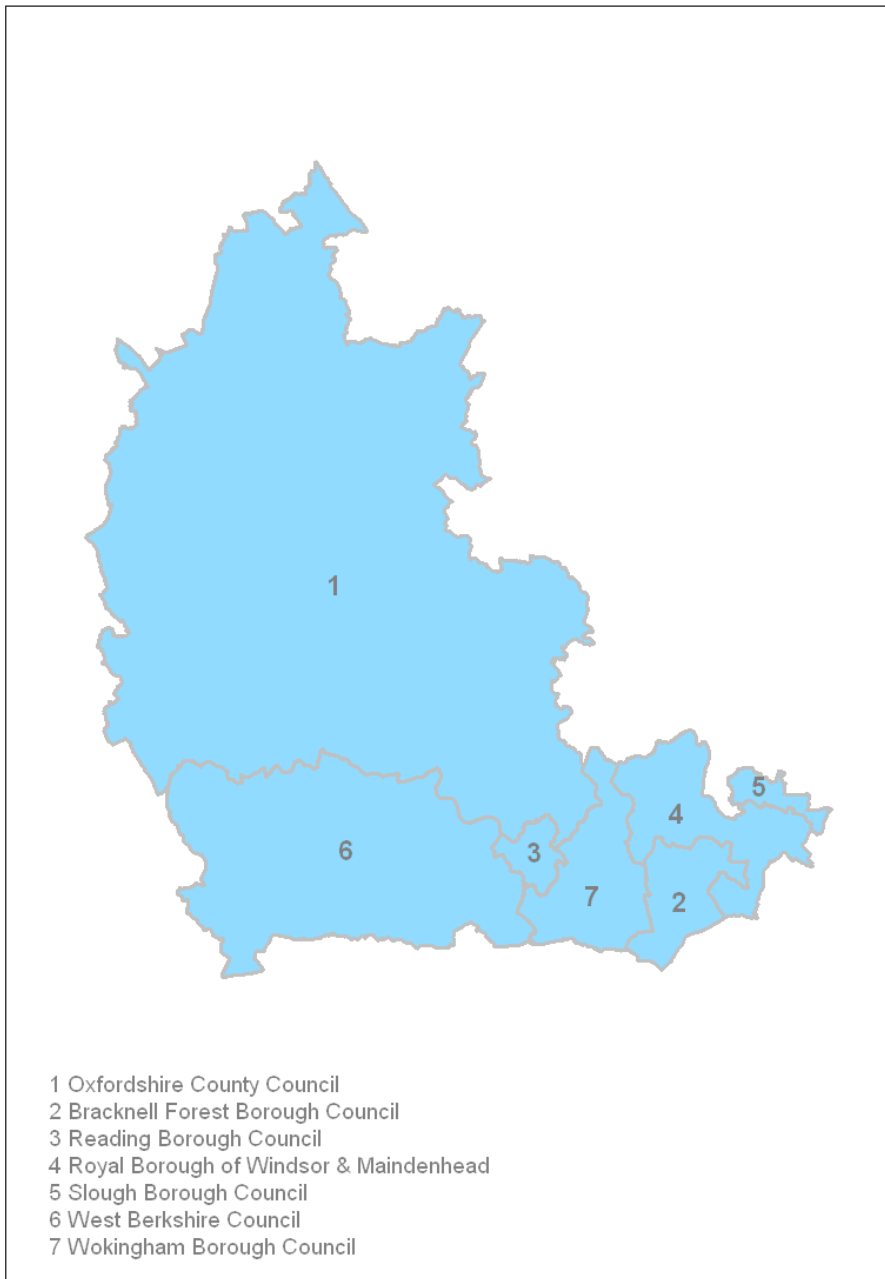 1
5
4
3
6
7
2
1 Oxfordshire County Council
2 Bracknell Forest Borough Council
3 Reading Borough Council
4 Royal Borough of Windsor & Maindenhead
5 Slough Borough Council
6 West Berkshire Council
7 Wokingham Borough Council